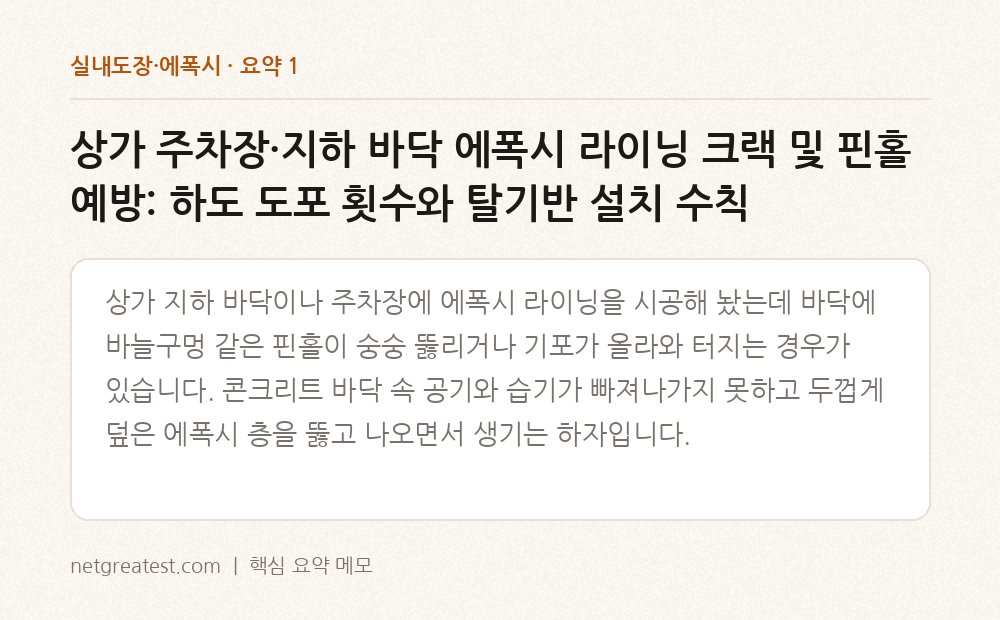 실내도장·에폭시 · 요약 1
상가 주차장·지하 바닥 에폭시 라이닝 크랙 및 핀홀
예방: 하도 도포 횟수와 탈기반 설치 수칙
상가 지하 바닥이나 주차장에 에폭시 라이닝을 시공해 놨는데 바닥에
바늘구멍 같은 핀홀이 숭숭 뚫리거나 기포가 올라와 터지는 경우가
있습니다. 콘크리트 바닥 속 공기와 습기가 빠져나가지 못하고 두껍게
덮은 에폭시 층을 뚫고 나오면서 생기는 하자입니다.
netgreatest.com | 핵심 요약 메모